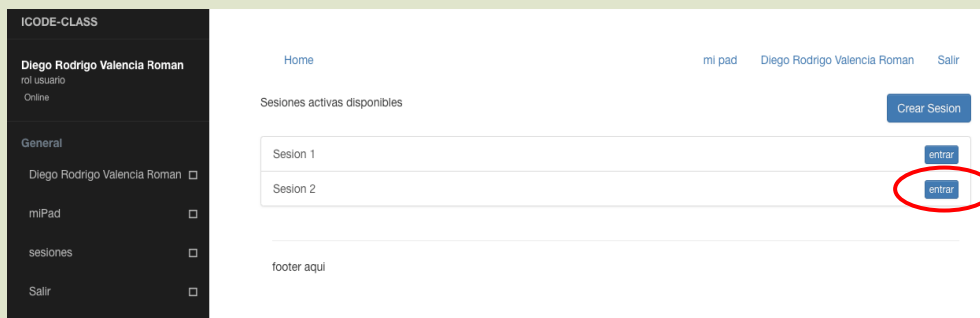 ICODE-CLASS
Diego Rodrigo Valencia Roman
rol usuario
Online
General
Diego Rodrigo Valencia Roman
miPad
sesiones
Salir
Home
mi pad
Diego Rodrigo Valencia Roman
Salir
Sesiones activas disponibles
Crear Sesion
Sesion 1
entrar
Sesion 2
entrar
footer aqui